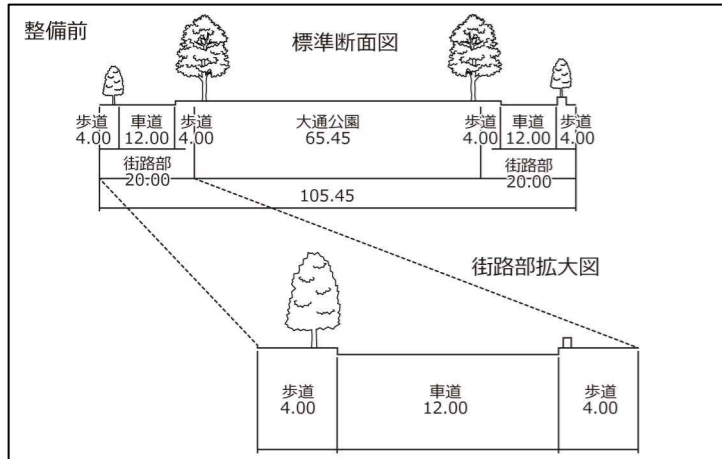 整備前
標準断面図
歩道 車道 歩道 大通公園 歩道 車道 歩道
4.00 12.00 4.00 65.45 4.00 12.00 4.00
街路部 街路部
20.00 20.00
105.45
街路部拡大図
歩道 車道 歩道
4.00 12.00 4.00